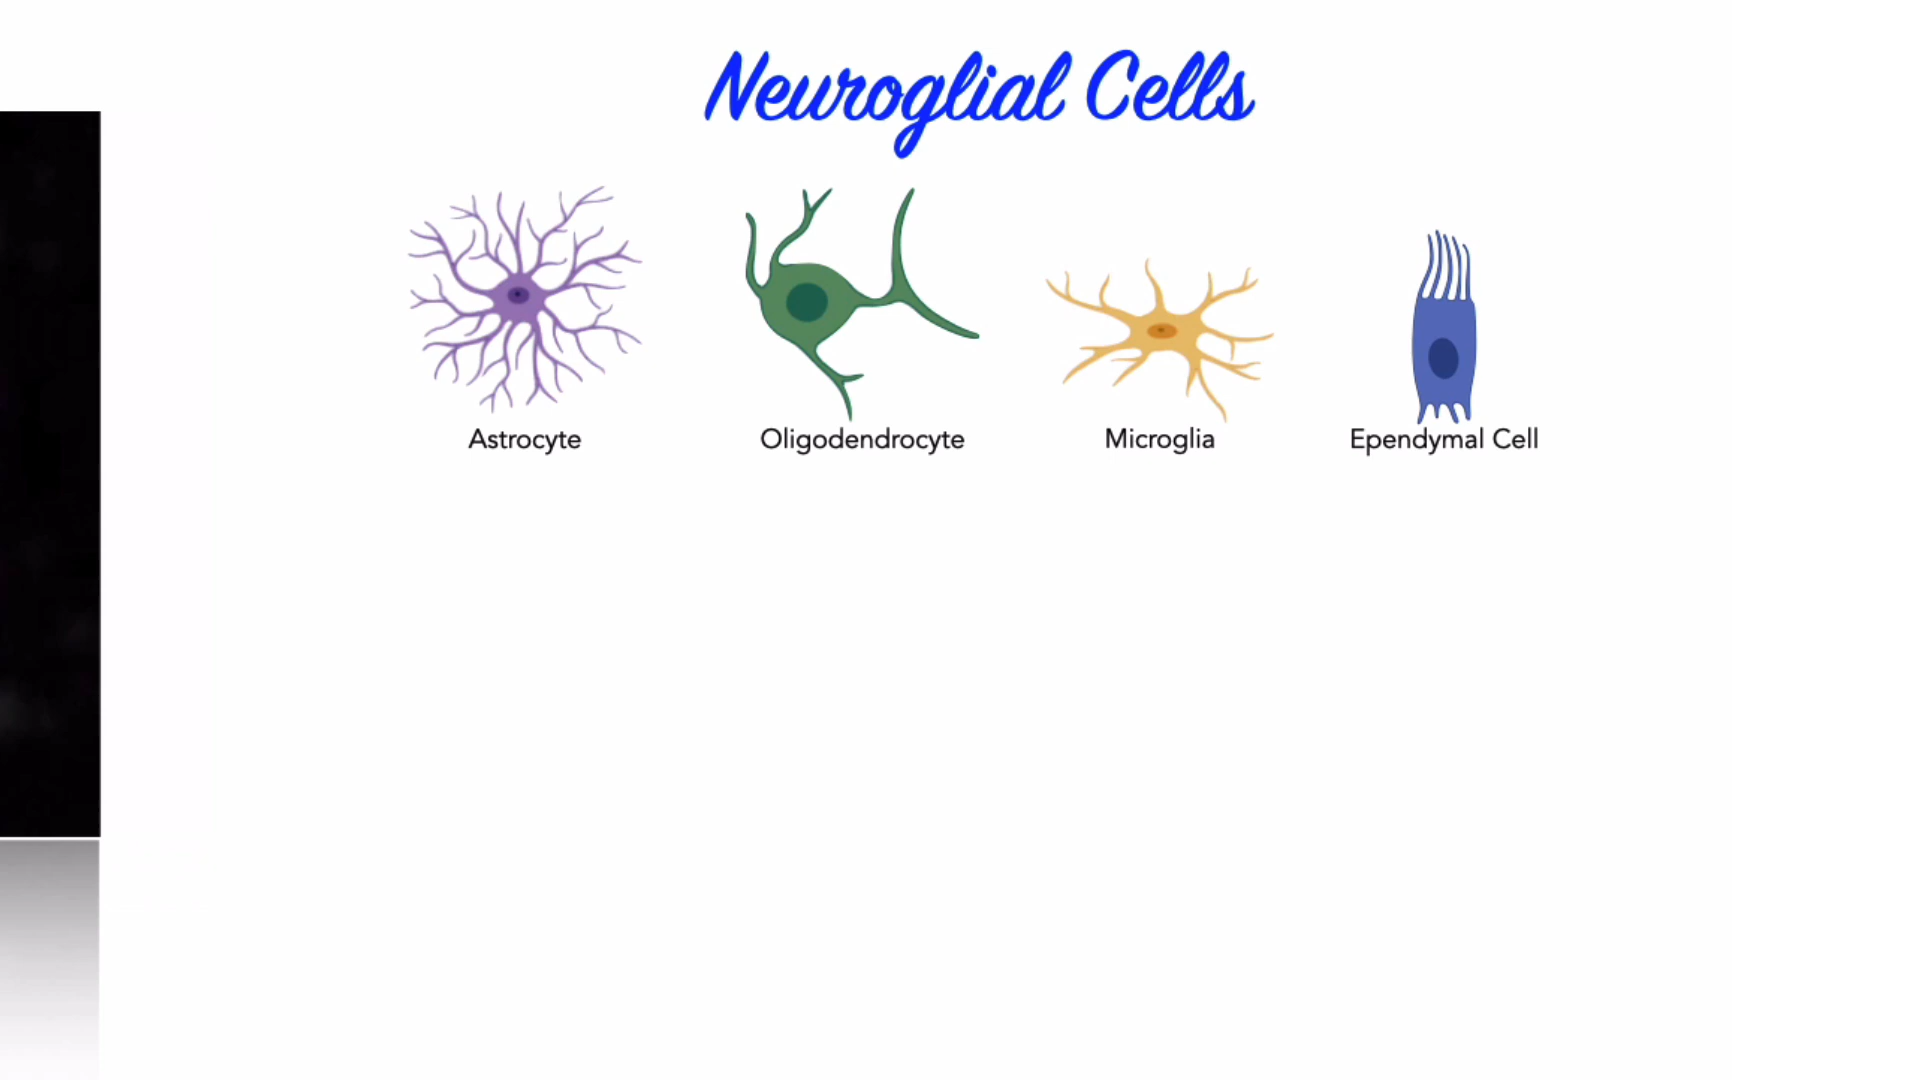 Neuroglial Cells
Astrocyte
Oligodendrocyte
Microglia
Ependymal Cell